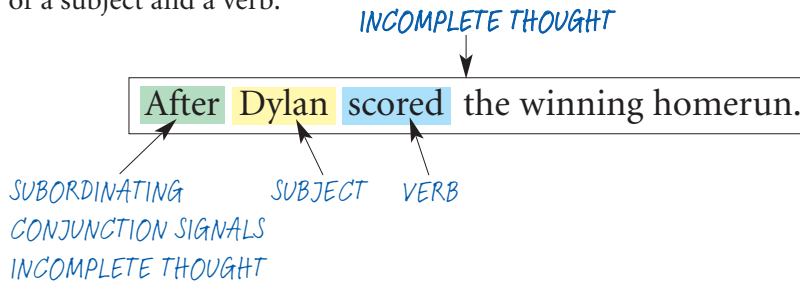 of a subject and a verb.
INCOMPLETE THOUGHT
After Dylan scored the winning homerun.
SUBORDINATING SUBJECT VERB
CONJUNCTION SIGNALS
INCOMPLETE THOUGHT